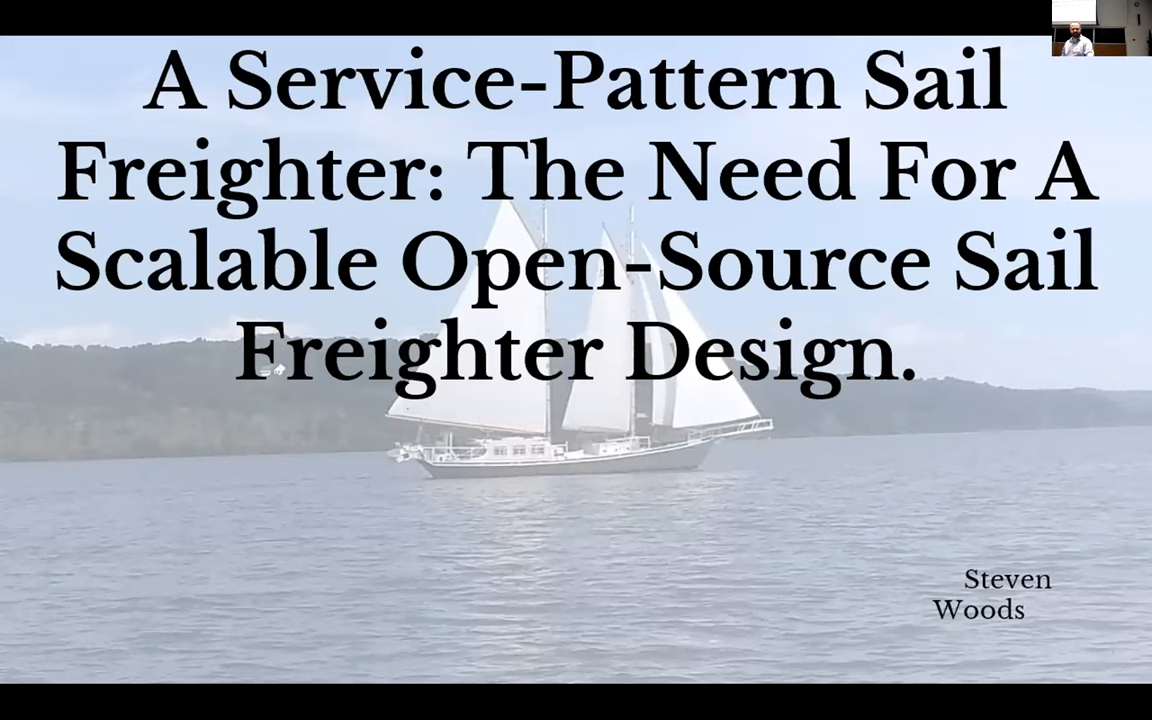 A Service-Pattern Sail
Freighter: The Need For A
Scalable Open-Source Sail
Freighter Design.
Steven
Woods